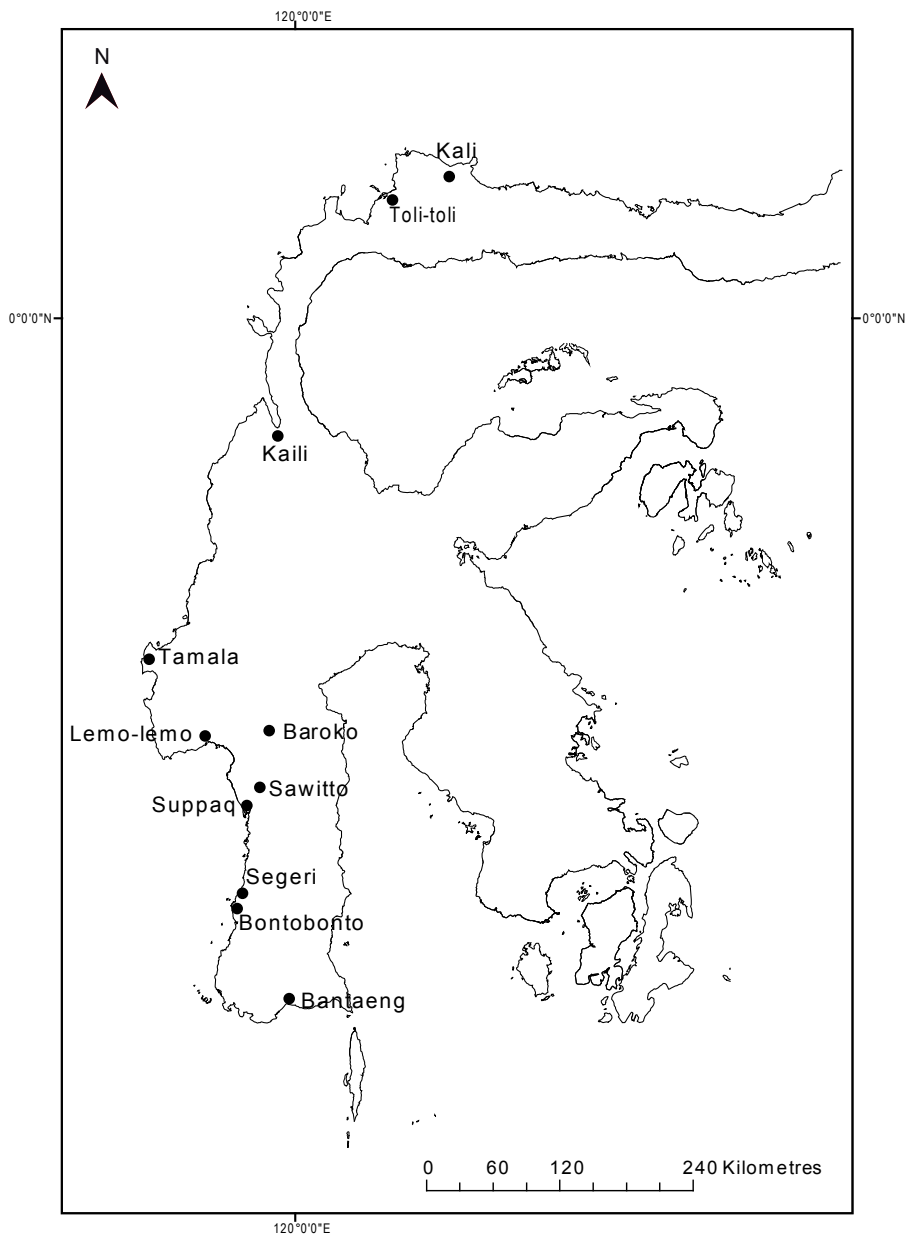 120°0'0"E
N
Kali
Toli-toli
0°0'0"N
0°0'0"N
Kaili
Tamala
Lemo-lemo
Baroko
Sawitto
Suppaq
Segeri
Bontobonto
Bantaeng
0 60 120 240 Kilometres
120°0'0"E